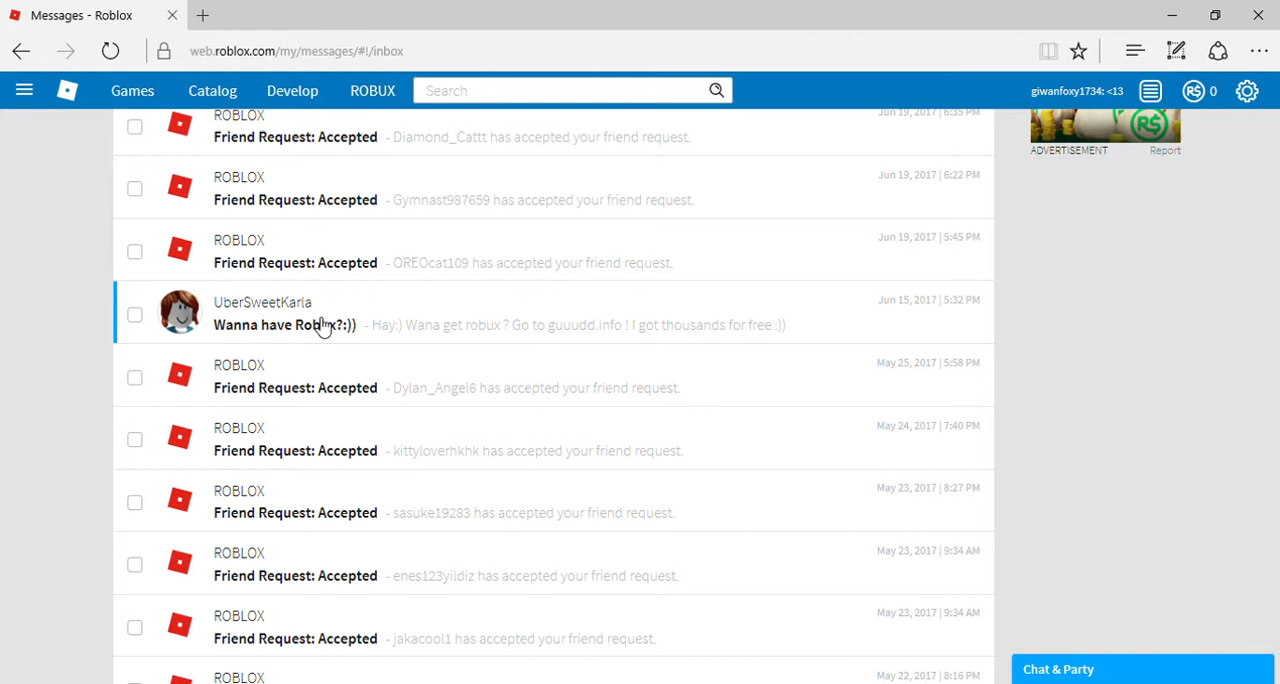 Messages - Roblox
web.roblox.com/my/messages/#!/inbox
Games Catalog Develop ROBUX Search giwanfoxy1734: <13 R$ 0
ROBLOX Jun 19, 2017 | 6:35 PM
Friend Request: Accepted - Diamond_Cattt has accepted your friend request.
R$
ADVERTISEMENT Report
ROBLOX Jun 19, 2017 | 6:22 PM
Friend Request: Accepted - Gymnast987659 has accepted your friend request.
ROBLOX Jun 19, 2017 | 5:45 PM
Friend Request: Accepted - OREOcat109 has accepted your friend request.
UberSweetKarla Jun 15, 2017 | 5:32 PM
Wanna have Robux?:)) - Hay:) Wana get robux ? Go to guuudd.info ! I got thousands for free :))
ROBLOX May 25, 2017 | 5:58 PM
Friend Request: Accepted - Dylan_Angel6 has accepted your friend request.
ROBLOX May 24, 2017 | 7:40 PM
Friend Request: Accepted - kittyloverhkhk has accepted your friend request.
ROBLOX May 23, 2017 | 8:27 PM
Friend Request: Accepted - sasuke19283 has accepted your friend request.
ROBLOX May 23, 2017 | 9:34 AM
Friend Request: Accepted - enes123yildiz has accepted your friend request.
ROBLOX May 23, 2017 | 9:34 AM
Friend Request: Accepted - jakacool1 has accepted your friend request.
ROBLOX May 22, 2017 | 8:16 PM
Chat & Party